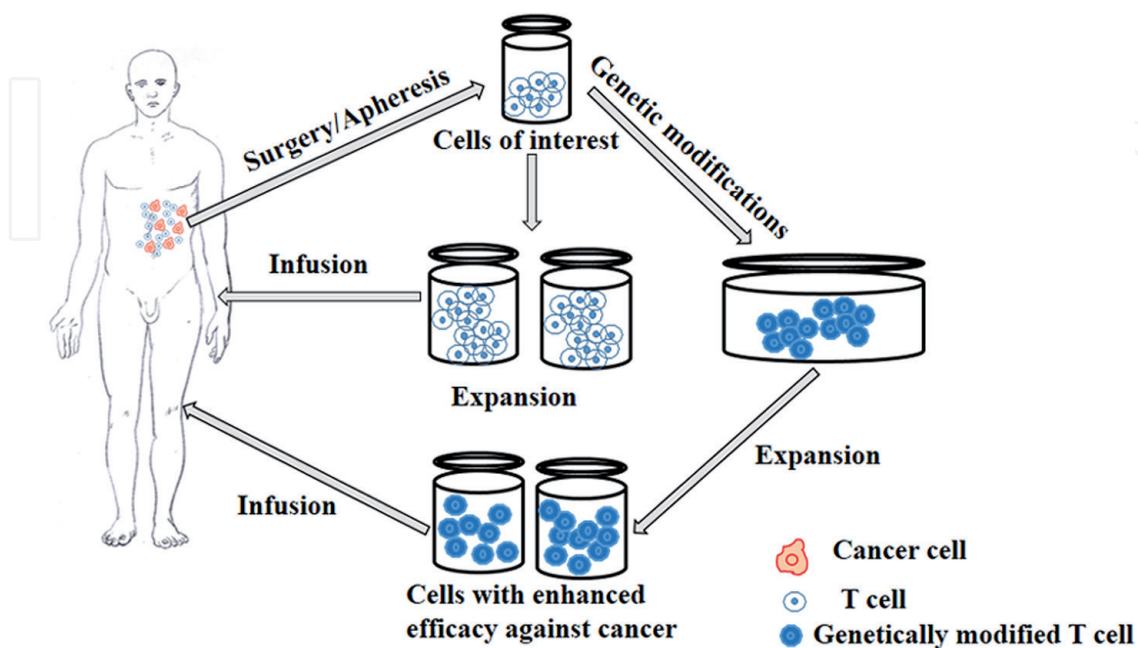 Surgery/Apheresis
Genetic modifications
Cells of interest
Infusion
Expansion
Expansion
Infusion
Cells with enhanced
efficacy against cancer
Cancer cell
T cell
Genetically modified T cell